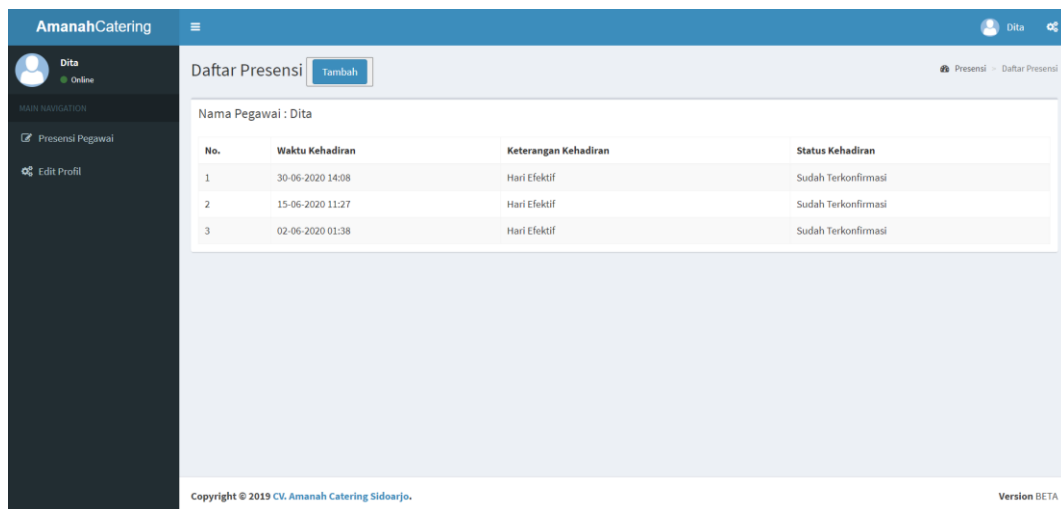 AmanahCatering
Dita
Dita
Online
MAIN NAVIGATION
Presensi Pegawai
Edit Profil
Daftar Presensi Tambah
Presensi > Daftar Presensi
Nama Pegawai : Dita
No. Waktu Kehadiran Keterangan Kehadiran Status Kehadiran
1 30-06-2020 14:08 Hari Efektif Sudah Terkonfirmasi
2 15-06-2020 11:27 Hari Efektif Sudah Terkonfirmasi
3 02-06-2020 01:38 Hari Efektif Sudah Terkonfirmasi
Copyright © 2019 CV. Amanah Catering Sidoarjo.
Version BETA